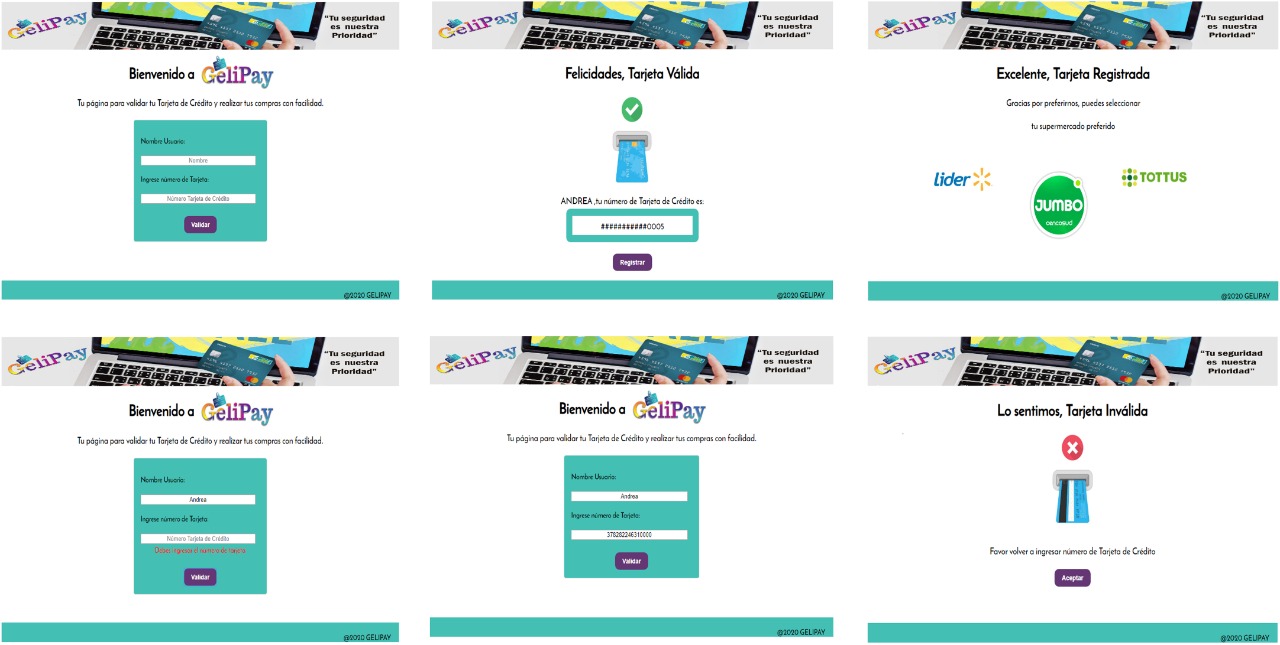 GeliPay
"Tu seguridad
es nuestra
Prioridad"
Bienvenido a GeliPay
Tu página para validar tu Tarjeta de Crédito y realizar tus compras con facilidad.
Nombre Usuario:
Nombre
Ingrese número de Tarjeta:
Número Tarjeta de Crédito
Validar
@2020 GELIPAY
GeliPay
"Tu seguridad
es nuestra
Prioridad"
Felicidades, Tarjeta Válida
ANDREA ,tu número de Tarjeta de Crédito es:
###########0005
Registrar
@2020 GELIPAY
GeliPay
"Tu seguridad
es nuestra
Prioridad"
Excelente, Tarjeta Registrada
Gracias por preferirnos, puedes seleccionar
tu supermercado preferido
lider
JUMBO
cencosud
TOTTUS
@2020 GELIPAY
GeliPay
"Tu seguridad
es nuestra
Prioridad"
Bienvenido a GeliPay
Tu página para validar tu Tarjeta de Crédito y realizar tus compras con facilidad.
Nombre Usuario:
Andrea
Ingrese número de Tarjeta:
Número Tarjeta de Crédito
Debes ingresar el numero de tarjeta
Validar
@2020 GELIPAY
GeliPay
"Tu seguridad
es nuestra
Prioridad"
Bienvenido a GeliPay
Tu página para validar tu Tarjeta de Crédito y realizar tus compras con facilidad.
Nombre Usuario:
Andrea
Ingrese número de Tarjeta:
378282246310000
Validar
@2020 GELIPAY
GeliPay
"Tu seguridad
es nuestra
Prioridad"
Lo sentimos, Tarjeta Inválida
Favor volver a ingresar número de Tarjeta de Crédito
Aceptar
@2020 GELIPAY